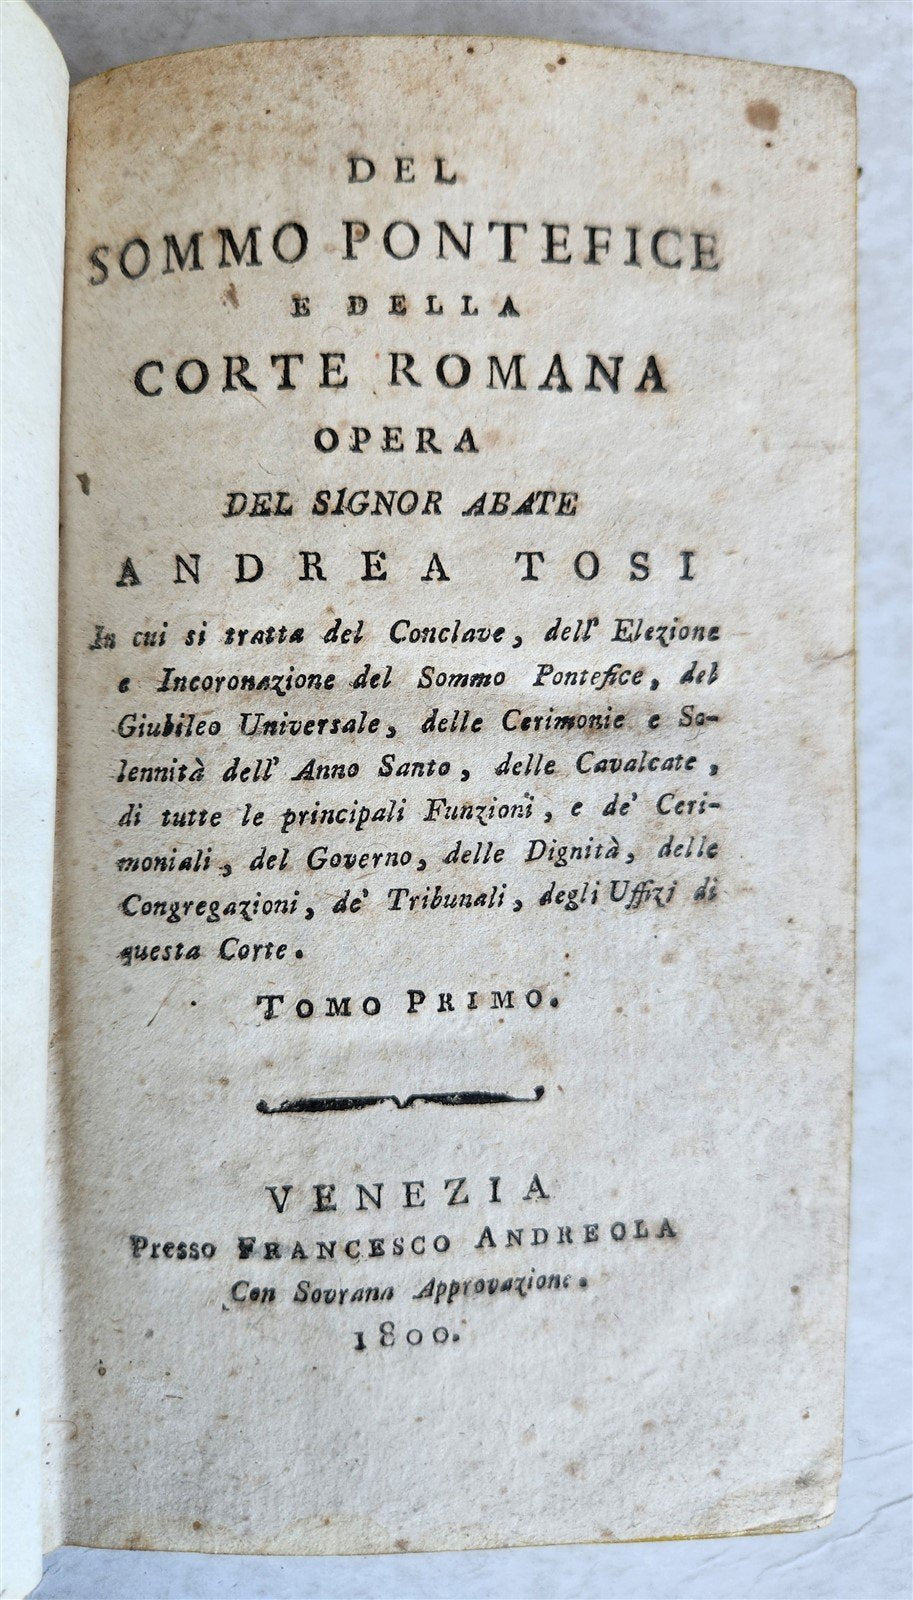 DEL
SOMMO PONTEFICE
E DELLA
CORTE ROMANA
OPERA
DEL SIGNOR ABATE
ANDREA TOSI
In cui si tratta del Conclave, dell' Elezione
e Incoronazione del Sommo Pontefice, del
Giubileo Universale, delle Cerimonie e So-
lennità dell' Anno Santo, delle Cavalcate,
di tutte le principali Funzioni, e de' Ceri-
moniali, del Governo, delle Dignità, delle
Congregazioni, de' Tribunali, degli Uffizj di
questa Corte.
TOMO PRIMO.
VENEZIA
Presso FRANCESCO ANDREOLA
Con Sovrana Approvazione.
1800.